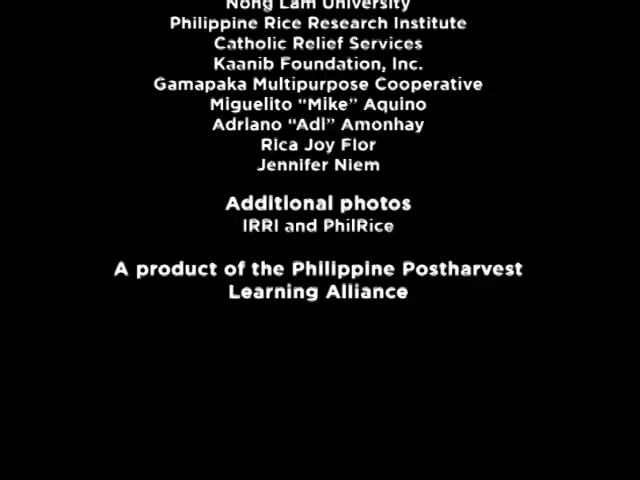 Nong Lam University
Philippine Rice Research Institute
Catholic Relief Services
Kaanib Foundation, Inc.
Gamapaka Multipurpose Cooperative
Miguelito “Mike” Aquino
Adriano “Adi” Amonhay
Rica Joy Flor
Jennifer Niem
Additional photos
IRRI and PhilRice
A product of the Philippine Postharvest
Learning Alliance